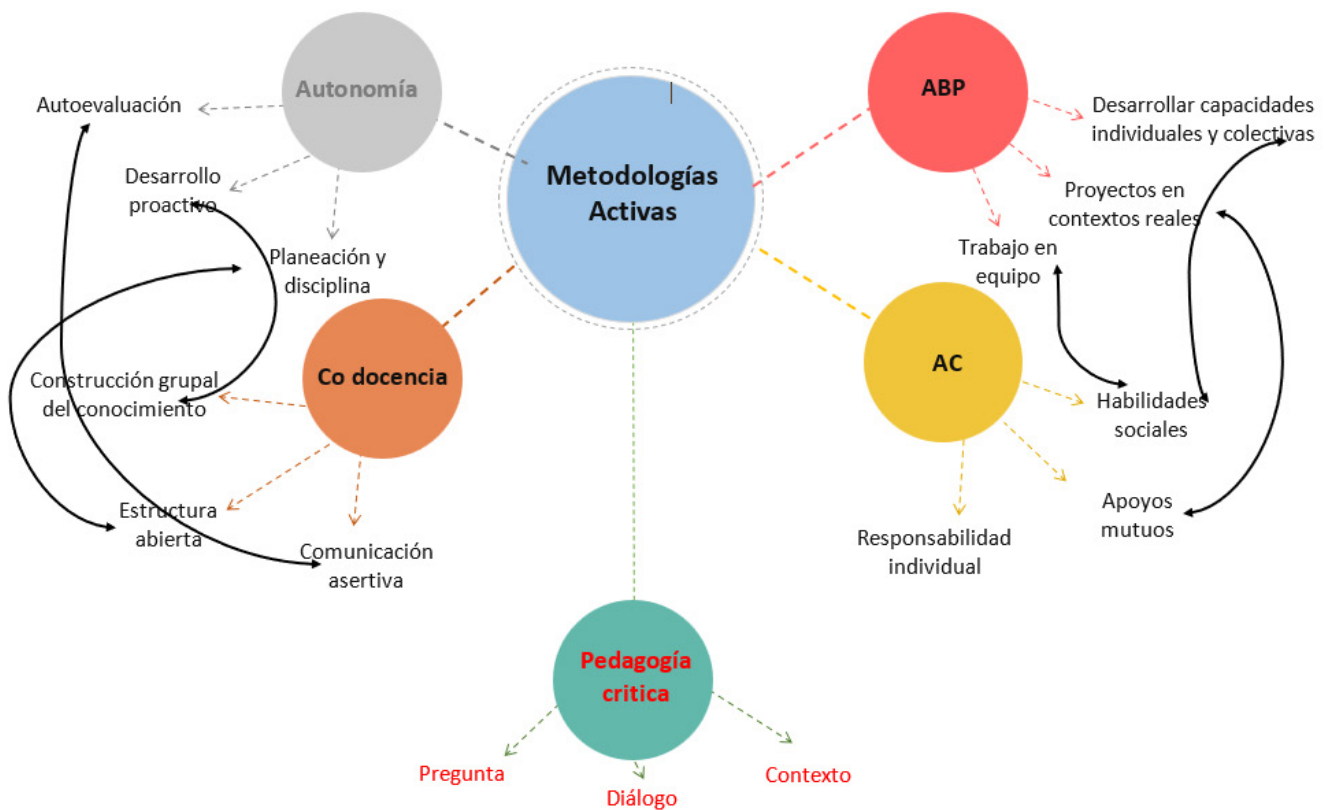 Autonomía
Autoevaluación
Desarrollo
proactivo
Planeación y
disciplina
Metodologías
Activas
ABP
Desarrollar capacidades
individuales y colectivas
Proyectos en
contextos reales
Trabajo en
equipo
Co docencia
Construcción grupal
del conocimiento
Estructura
abierta
Comunicación
asertiva
AC
Habilidades
sociales
Apoyos
mutuos
Responsabilidad
individual
Pedagogía
critica
Pregunta
Diálogo
Contexto